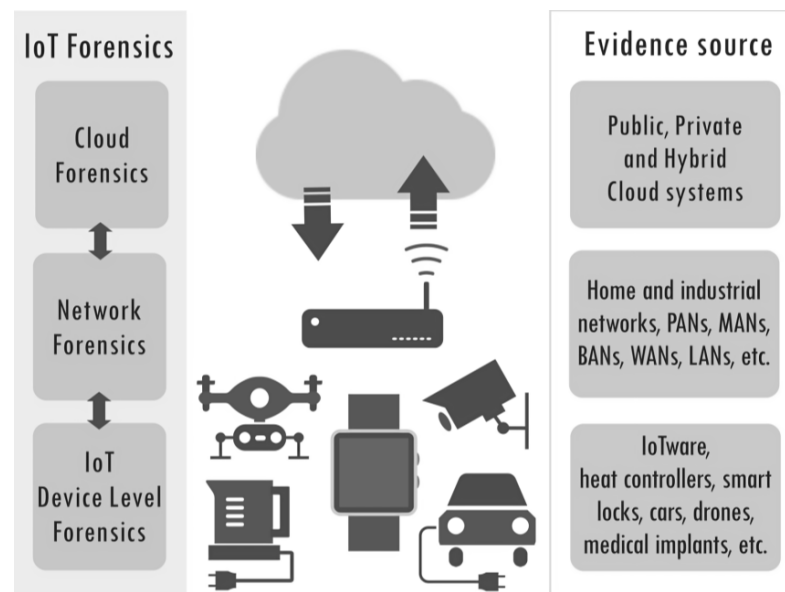 IoT Forensics
Cloud
Forensics
Network
Forensics
IoT
Device Level
Forensics
Evidence source
Public, Private
and Hybrid
Cloud systems
Home and industrial
networks, PANs, MANs,
BANs, WANs, LANs, etc.
IoTware,
heat controllers, smart
locks, cars, drones,
medical implants, etc.